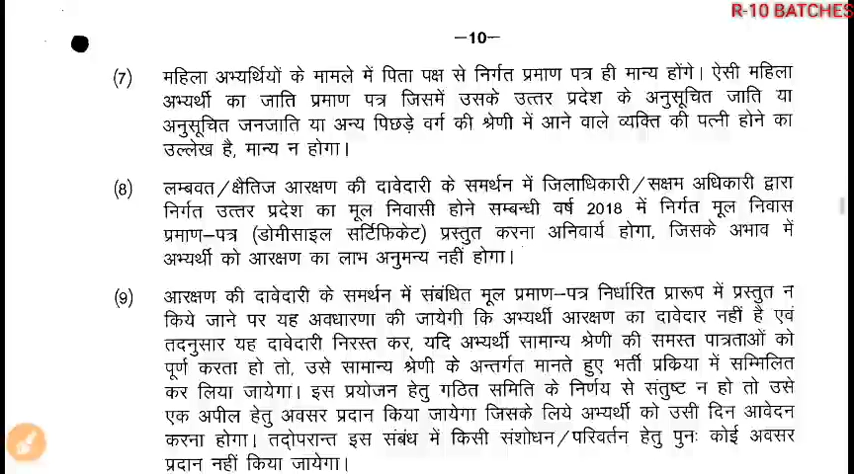 R-10 BATCHES
—10—
(7) महिला अभ्यर्थियों के मामले में पिता पक्ष से निर्गत प्रमाण पत्र ही मान्य होंगे। ऐसी महिला
अभ्यर्थी का जाति प्रमाण पत्र जिसमें उसके उत्तर प्रदेश के अनुसूचित जाति या
अनुसूचित जनजाति या अन्य पिछड़े वर्ग की श्रेणी में आने वाले व्यक्ति की पत्नी होने का
उल्लेख है, मान्य न होगा।
(8) लम्बवत/क्षैतिज आरक्षण की दावेदारी के समर्थन में जिलाधिकारी/सक्षम अधिकारी द्वारा
निर्गत उत्तर प्रदेश का मूल निवासी होने सम्बन्धी वर्ष 2018 में निर्गत मूल निवास
प्रमाण–पत्र (डोमीसाइल सर्टिफिकेट) प्रस्तुत करना अनिवार्य होगा, जिसके अभाव में
अभ्यर्थी को आरक्षण का लाभ अनुमन्य नहीं होगा।
(9) आरक्षण की दावेदारी के समर्थन में संबंधित मूल प्रमाण–पत्र निर्धारित प्रारूप में प्रस्तुत न
किये जाने पर यह अवधारणा की जायेगी कि अभ्यर्थी आरक्षण का दावेदार नहीं है एवं
तदनुसार यह दावेदारी निरस्त कर, यदि अभ्यर्थी सामान्य श्रेणी की समस्त पात्रताओं को
पूर्ण करता हो तो, उसे सामान्य श्रेणी के अन्तर्गत मानते हुए भर्ती प्रकिया में सम्मिलित
कर लिया जायेगा। इस प्रयोजन हेतु गठित समिति के निर्णय से संतुष्ट न हो तो उसे
एक अपील हेतु अवसर प्रदान किया जायेगा जिसके लिये अभ्यर्थी को उसी दिन आवेदन
करना होगा। तद्ोपरान्त इस संबंध में किसी संशोधन/परिवर्तन हेतु पुनः कोई अवसर
प्रदान नहीं किया जायेगा।